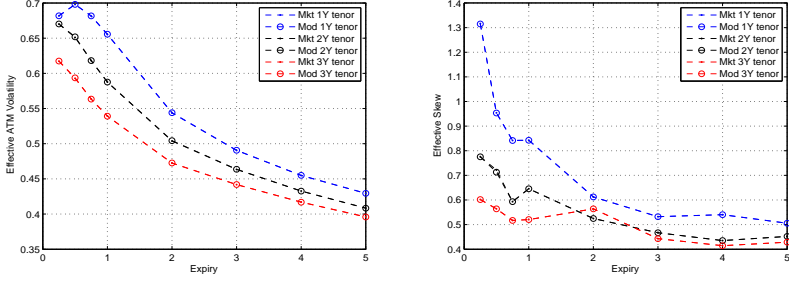 0.7
0.65
0.6
0.55
0.5
0.45
0.4
0.35
0
1
2
3
4
5
Expiry
Effective ATM Volatility
Mkt 1Y tenor
Mod 1Y tenor
Mkt 2Y tenor
Mod 2Y tenor
Mkt 3Y tenor
Mod 3Y tenor
1.4
1.3
1.2
1.1
1
0.9
0.8
0.7
0.6
0.5
0.4
0
1
2
3
4
5
Expiry
Effective Skew
Mkt 1Y tenor
Mod 1Y tenor
Mkt 2Y tenor
Mod 2Y tenor
Mkt 3Y tenor
Mod 3Y tenor